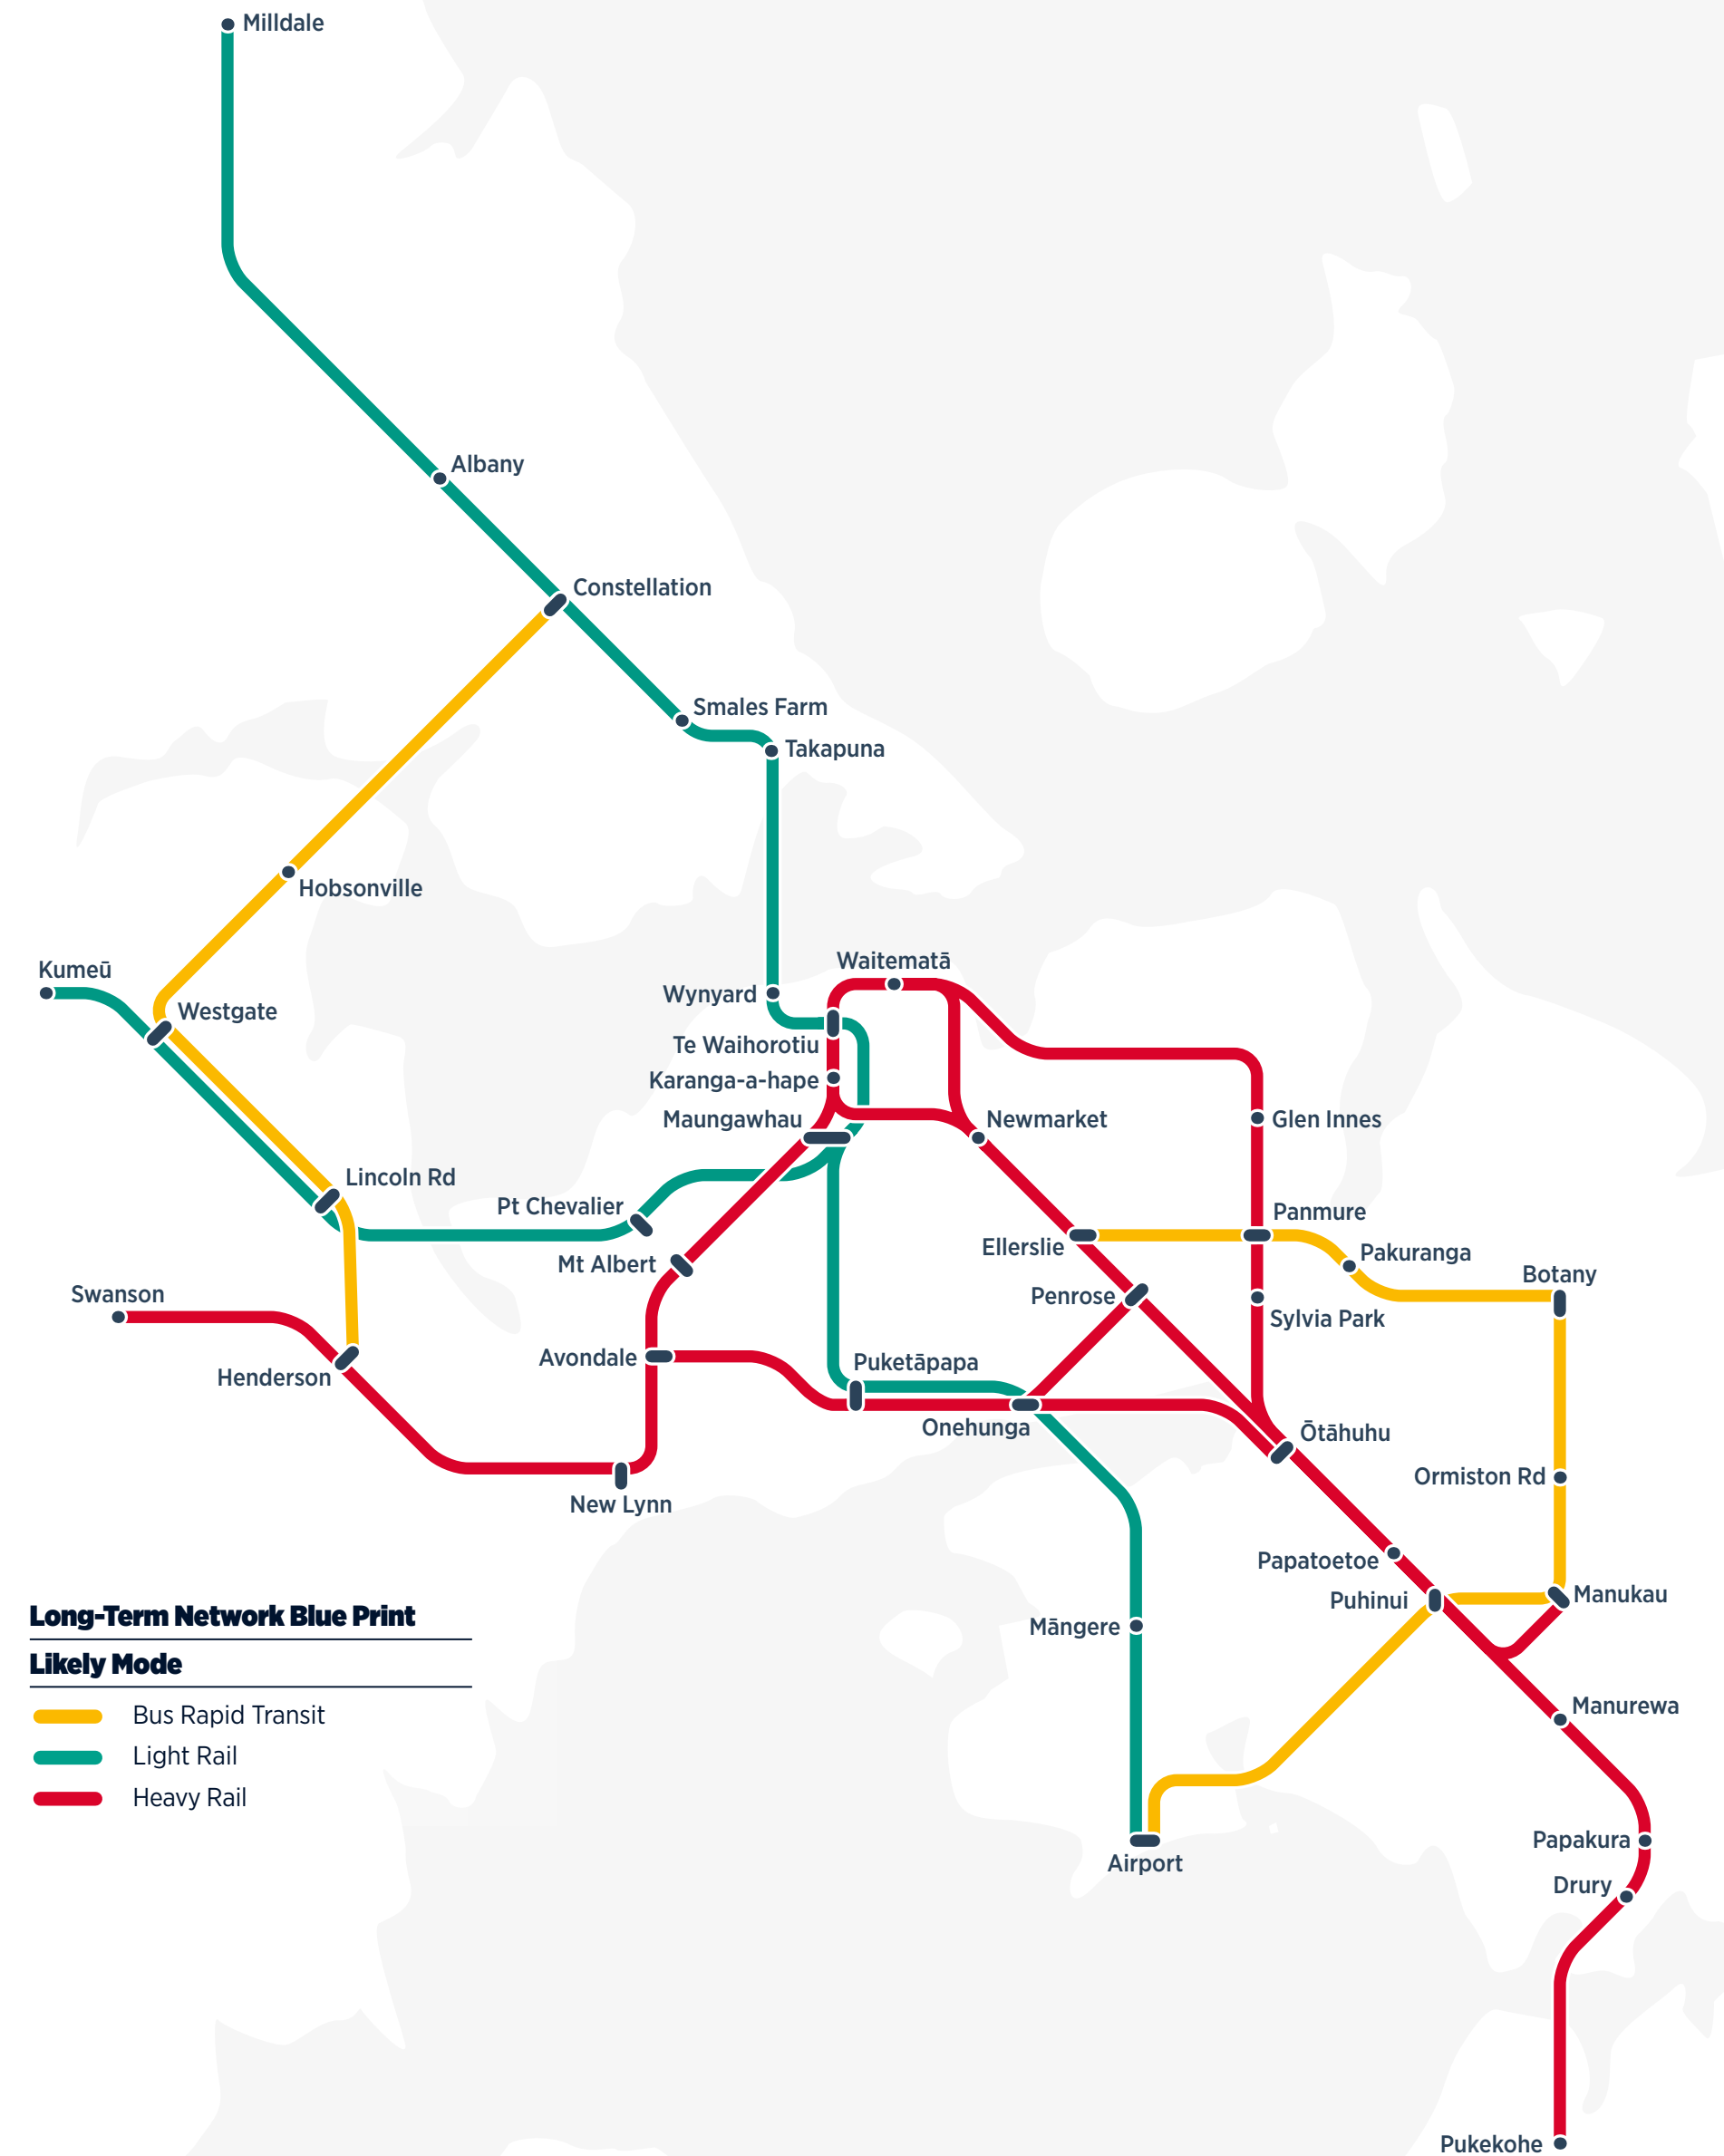 Milldale
Albany
Constellation
Smales Farm
Takapuna
Hobsonville
Waitematā
Kumeū
Wynyard
Westgate
Te Waihorotiu
Karanga-a-hape
Maungawhau
Newmarket
Glen Innes
Lincoln Rd
Pt Chevalier
Panmure
Ellerslie
Pakuranga
Mt Albert
Botany
Swanson
Penrose
Sylvia Park
Avondale
Puketāpapa
Henderson
Onehunga
Ōtāhuhu
Ormiston Rd
New Lynn
Papatoetoe
Puhinui
Manukau
Māngere
Manurewa
Airport
Papakura
Drury
Pukekohe
Long-Term Network Blue Print
Likely Mode
Bus Rapid Transit
Light Rail
Heavy Rail